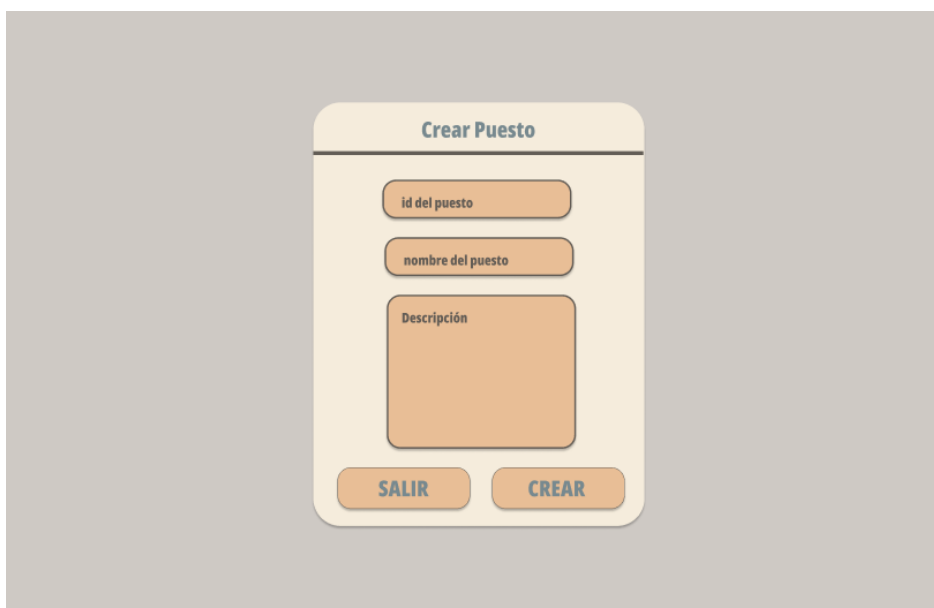 Crear Puesto
id del puesto
nombre del puesto
Descripción
SALIR
CREAR